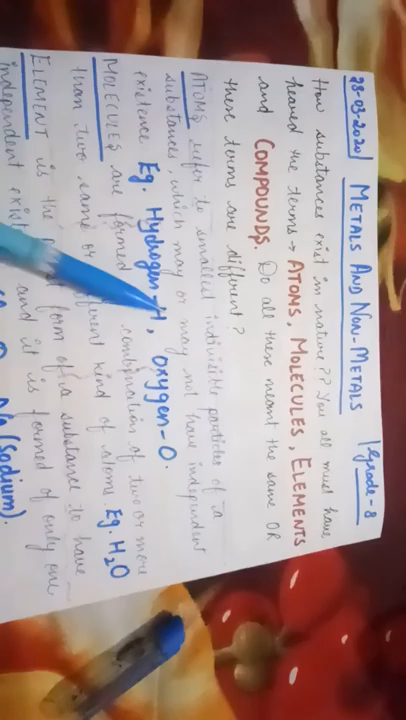 28-03-2020 METALS AND NON-METALS Grade-8
How substances exist in nature?? You all must have
heared the terms → ATOMS, MOLECULES, ELEMENTS
and COMPOUNDS. Do all these meant the same OR
these terms are different?
ATOMS refer to smallest indivisible particles of a
substances, which may or may not have independent
existence Eg. Hydrogen-H, Oxygen-O.
MOLECULES are formed combination of two or more
than two same or different kind of atoms. Eg. H₂O
ELEMENT is the form of a substance to have
independent exist and it is formed of only one
Na (Sodium).